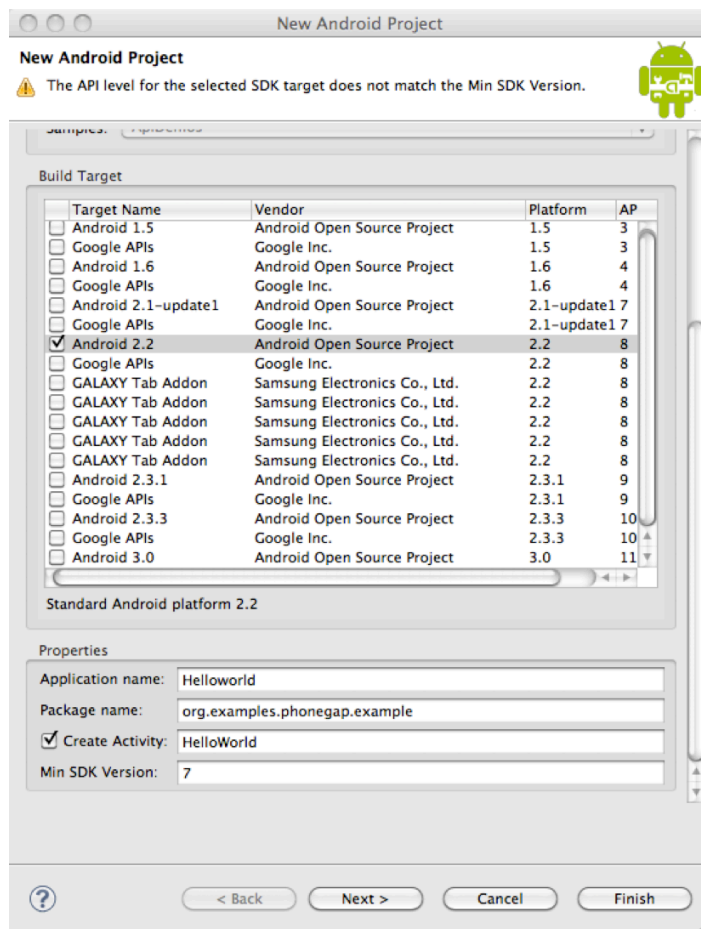 New Android Project
New Android Project
The API level for the selected SDK target does not match the Min SDK Version.
Samples: ApiDemos
Build Target
Target Name Vendor Platform AP
Android 1.5 Android Open Source Project 1.5 3
Google APIs Google Inc. 1.5 3
Android 1.6 Android Open Source Project 1.6 4
Google APIs Google Inc. 1.6 4
Android 2.1-update1 Android Open Source Project 2.1-update1 7
Google APIs Google Inc. 2.1-update1 7
Android 2.2 Android Open Source Project 2.2 8
Google APIs Google Inc. 2.2 8
GALAXY Tab Addon Samsung Electronics Co., Ltd. 2.2 8
GALAXY Tab Addon Samsung Electronics Co., Ltd. 2.2 8
GALAXY Tab Addon Samsung Electronics Co., Ltd. 2.2 8
GALAXY Tab Addon Samsung Electronics Co., Ltd. 2.2 8
GALAXY Tab Addon Samsung Electronics Co., Ltd. 2.2 8
Android 2.3.1 Android Open Source Project 2.3.1 9
Google APIs Google Inc. 2.3.1 9
Android 2.3.3 Android Open Source Project 2.3.3 10
Google APIs Google Inc. 2.3.3 10
Android 3.0 Android Open Source Project 3.0 11
Standard Android platform 2.2
Properties
Application name: Helloworld
Package name: org.examples.phonegap.example
Create Activity: HelloWorld
Min SDK Version: 7
? < Back Next > Cancel Finish